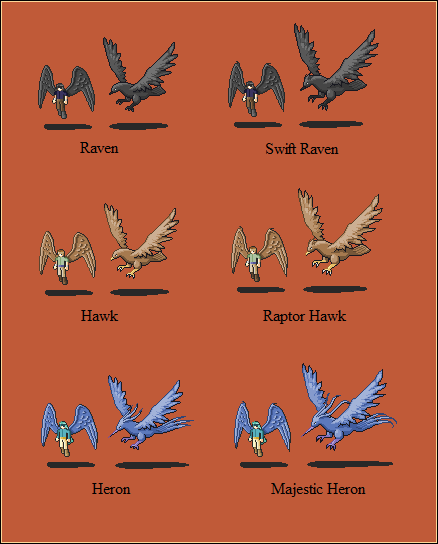 Raven
Swift Raven
Hawk
Raptor Hawk
Heron
Majestic Heron